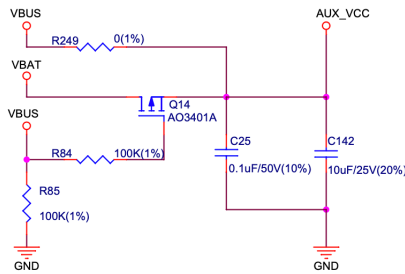 VBUS
AUX_VCC
R249
0(1%)
VBAT
Q14
AO3401A
VBUS
R84
100K(1%)
C25
0.1uF/50V(10%)
C142
10uF/25V(20%)
R85
100K(1%)
GND
GND